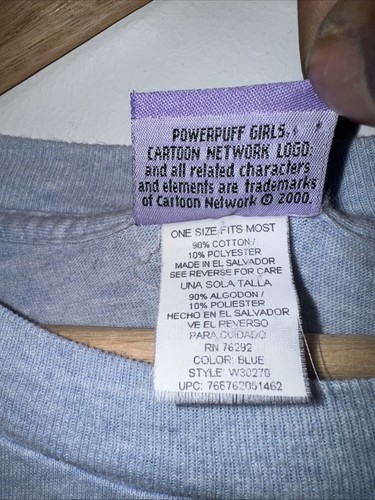 POWERPUFF GIRLS,
CARTOON NETWORK LOGO
and all related characters
and elements are trademarks
of Cartoon Network © 2000.
ONE SIZE FITS MOST
90% COTTON/
10% POLYESTER
MADE IN EL SALVADOR
SEE REVERSE FOR CARE
UNA SOLA TALLA
90% ALGODON /
10% POLIESTER
HECHO EN EL SALVADOR
VE EL REVERSO
PARA CUIDADO
RN 76292
COLOR: BLUE
STYLE: W30270
UPC: 766762051462